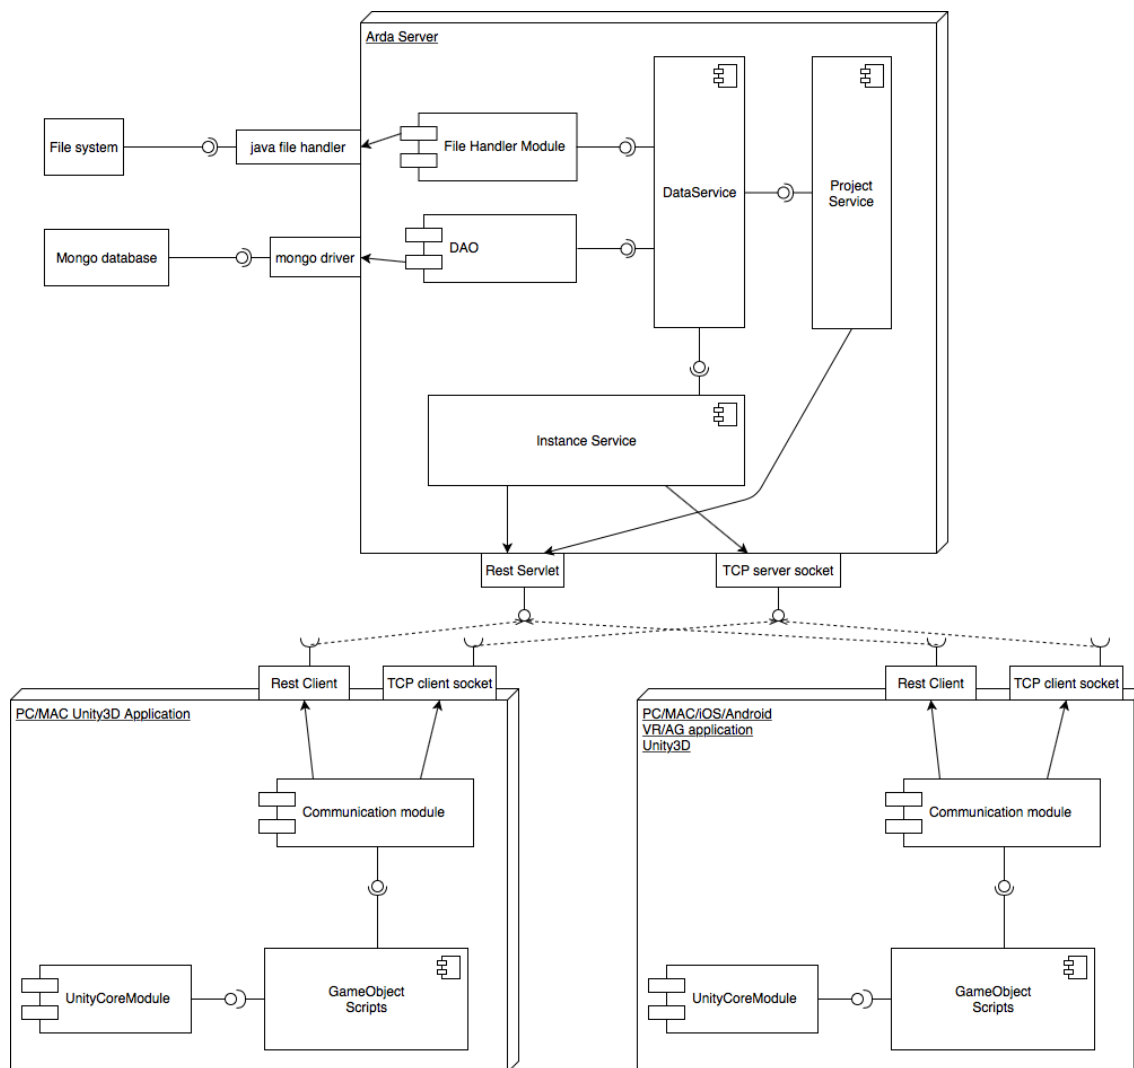 Arda Server
File system
java file handler
File Handler Module
DataService
Project
Service
Mongo database
mongo driver
DAO
Instance Service
Rest Servlet
TCP server socket
Rest Client
TCP client socket
PC/MAC Unity3D Application
Communication module
UnityCoreModule
GameObject
Scripts
Rest Client
TCP client socket
PC/MAC/iOS/Android
VR/AG application
Unity3D
Communication module
UnityCoreModule
GameObject
Scripts